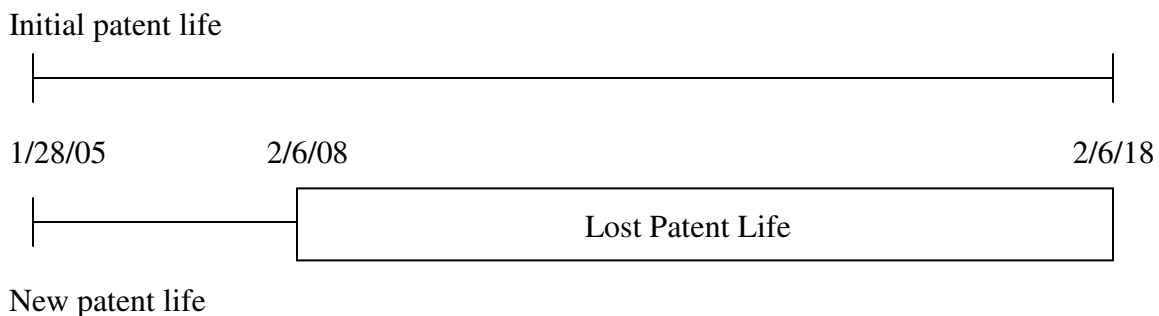 Initial patent life
1/28/05 2/6/08 2/6/18
Lost Patent Life
New patent life